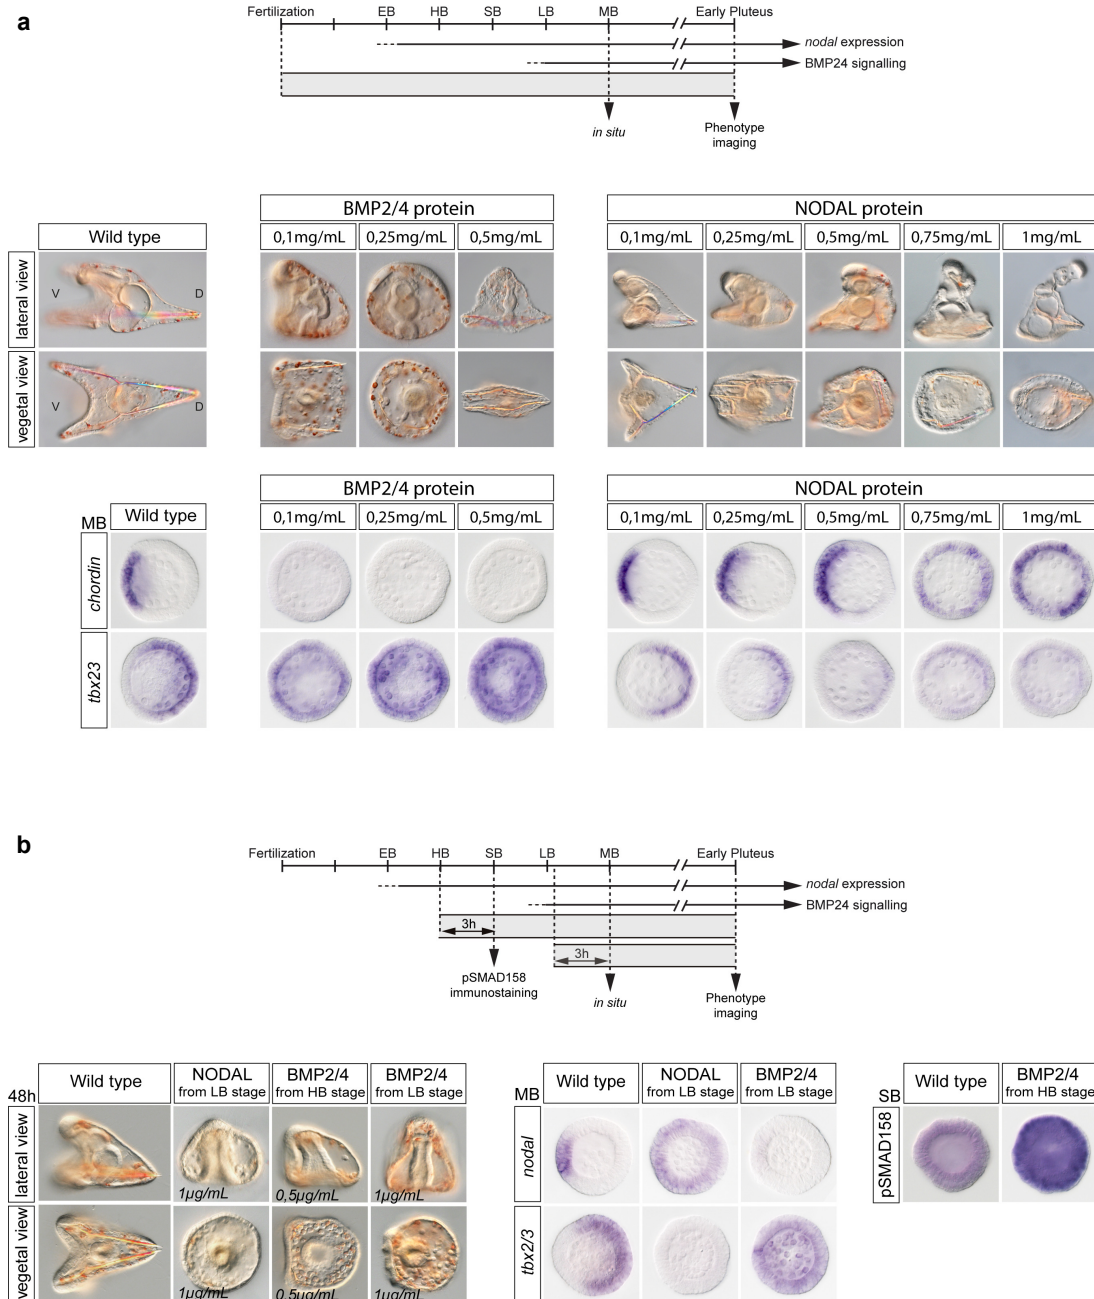 a
Fertilization EB HB SB LB MB Early Pluteus
nodal expression
BMP24 signalling
in situ
Phenotype
imaging
BMP2/4 protein NODAL protein
Wild type 0,1mg/mL 0,25mg/mL 0,5mg/mL 0,1mg/mL 0,25mg/mL 0,5mg/mL 0,75mg/mL 1mg/mL
lateral view
V D
vegetal view
V D
BMP2/4 protein NODAL protein
MB Wild type 0,1mg/mL 0,25mg/mL 0,5mg/mL 0,1mg/mL 0,25mg/mL 0,5mg/mL 0,75mg/mL 1mg/mL
chordin
tbx23
b
Fertilization EB HB SB LB MB Early Pluteus
nodal expression
BMP24 signalling
3h
3h
pSMAD158
immunostaining
in situ
Phenotype
imaging
48h Wild type NODAL from LB stage BMP2/4 from HB stage BMP2/4 from LB stage
lateral view
1µg/mL 0,5µg/mL 1µg/mL
vegetal view
1µg/mL 0,5µg/mL 1µg/mL
MB Wild type NODAL from LB stage BMP2/4 from LB stage
nodal
tbx2/3
SB Wild type BMP2/4 from HB stage
pSMAD158